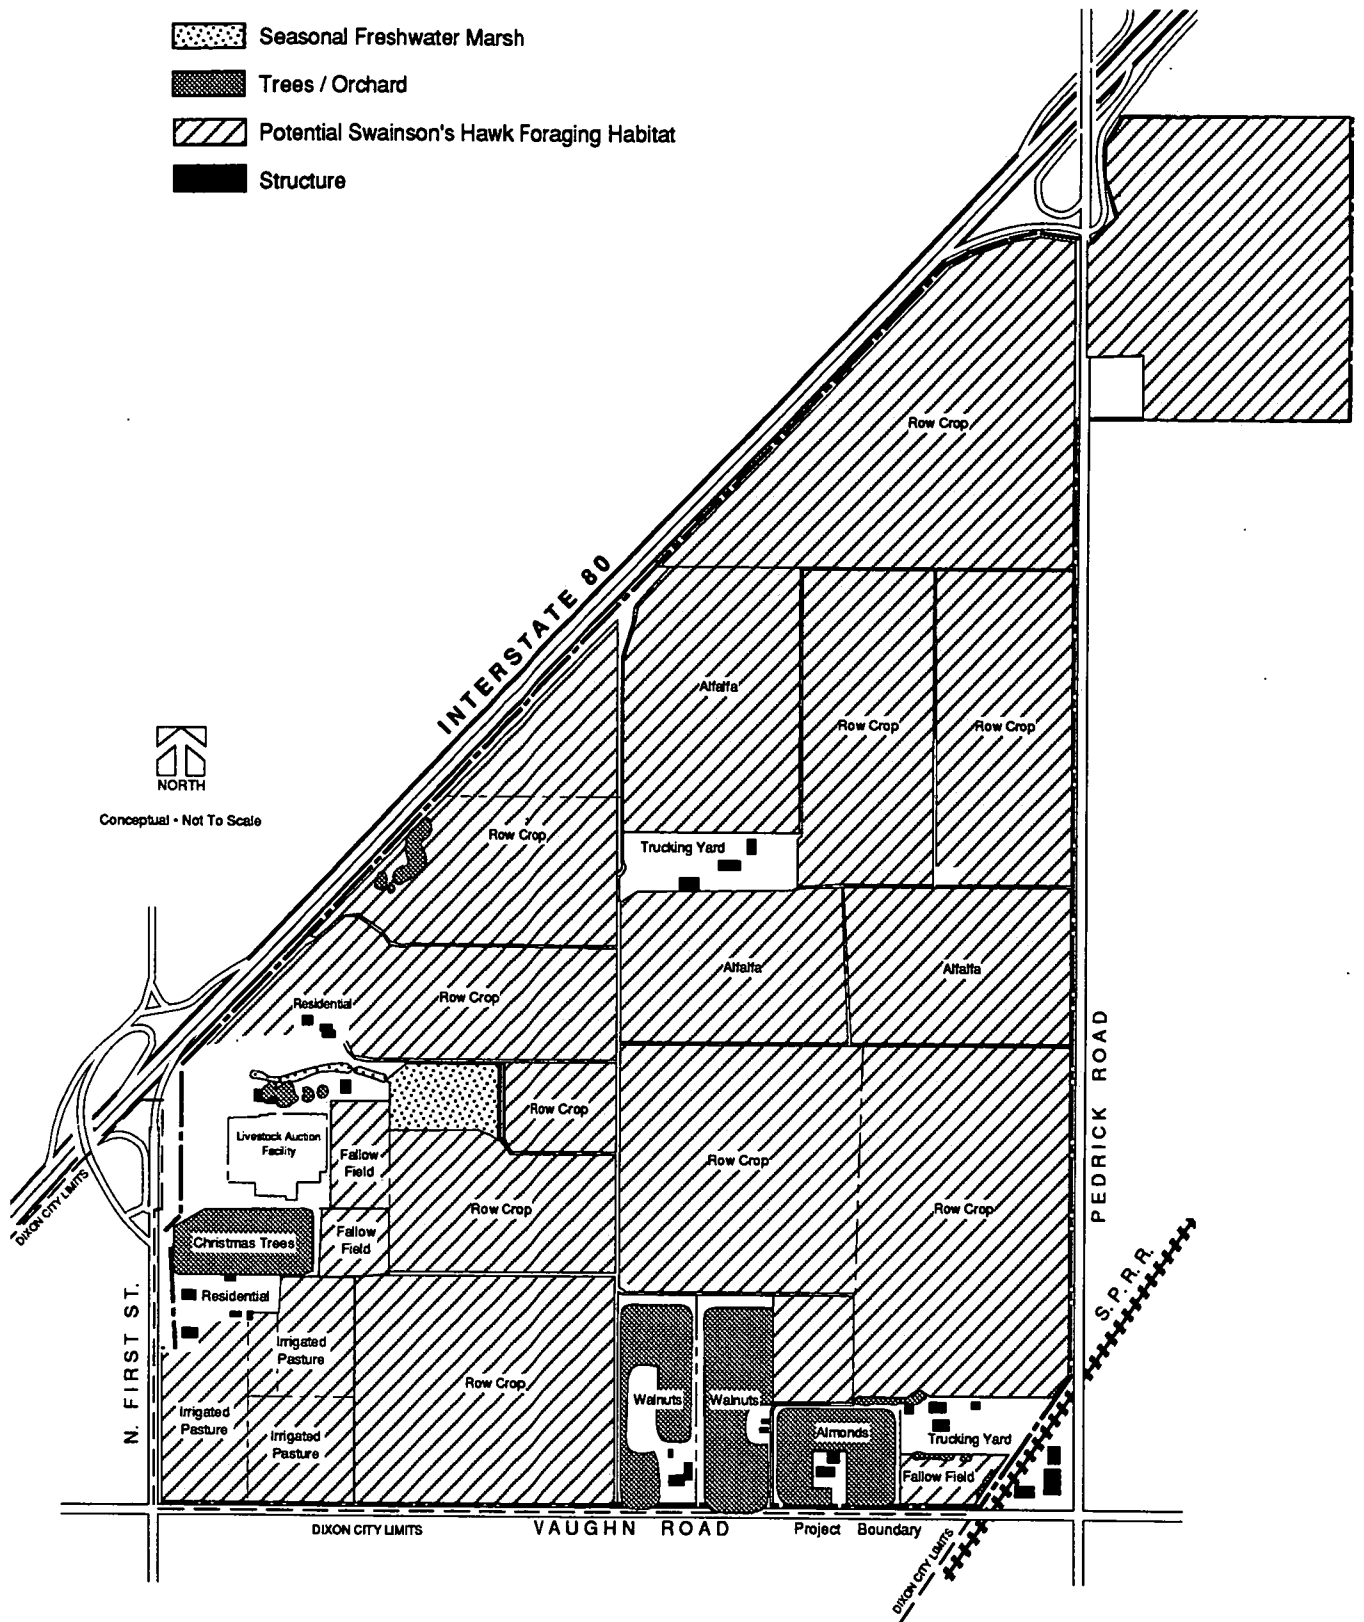 Seasonal Freshwater Marsh
Trees / Orchard
Potential Swainson's Hawk Foraging Habitat
Structure
Row Crop
INTERSTATE 80
Alfalfa
Row Crop
Row Crop
NORTH
Conceptual • Not To Scale
Row Crop
Trucking Yard
Alfalfa
Alfalfa
Residential
Row Crop
PEDRICK ROAD
Row Crop
Livestock Auction
Facility
Fallow
Field
Row Crop
DIXON CITY LIMITS
Row Crop
Row Crop
Christmas Trees
Fallow
Field
S. P. R. R.
Residential
N. FIRST ST.
Irrigated
Pasture
Row Crop
Walnuts
Walnuts
Irrigated
Pasture
Irrigated
Pasture
Almonds
Trucking Yard
Fallow Field
DIXON CITY LIMITS
VAUGHN ROAD
Project Boundary
DIXON CITY LIMITS